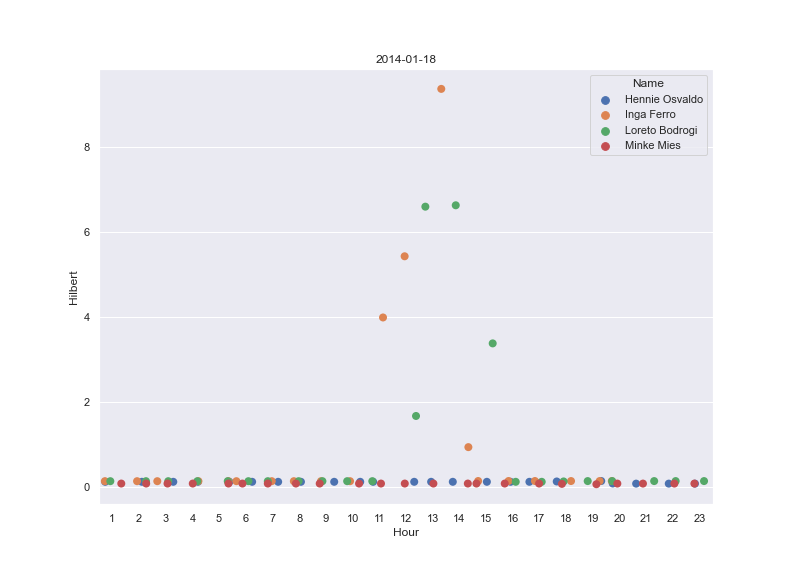 2014-01-18
Name
Hennie Osvaldo
Inga Ferro
Loreto Bodrogi
Minke Mies
Hilbert
8
6
4
2
0
1 2 3 4 5 6 7 8 9 10 11 12 13 14 15 16 17 18 19 20 21 22 23
Hour